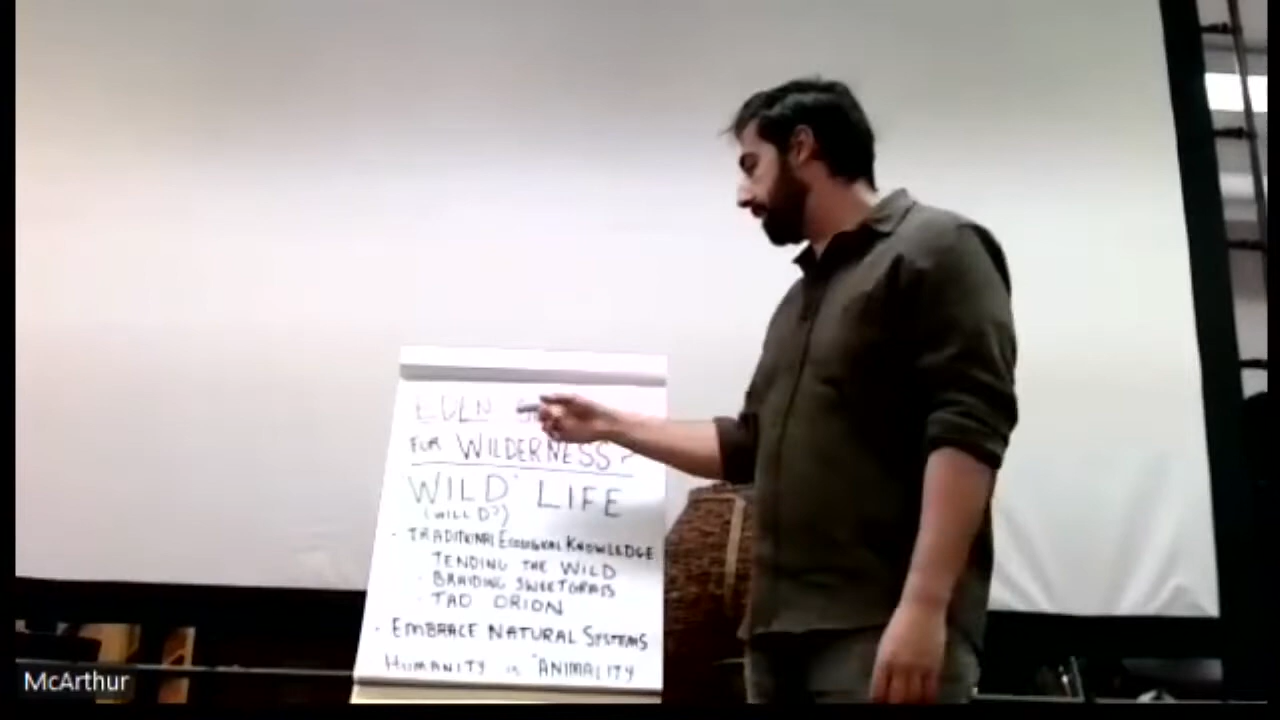 FOR WILDERNESS?
WILD LIFE
(WILL'D?)
· TRADITIONAL ECOLOGICAL KNOWLEDGE
TENDING THE WILD
· BRAIDING SWEETGRASS
· TAO ORION
· EMBRACE NATURAL SYSTEMS
HUMANITY "ANIMALITY
McArthur